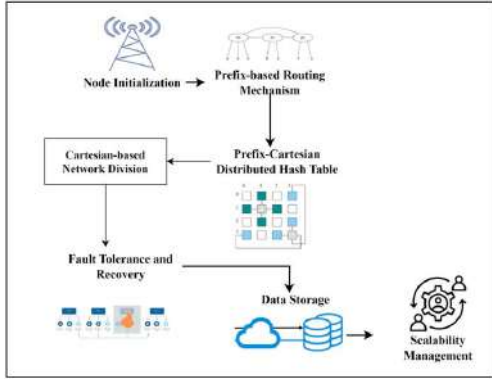 Node Initialization
Prefix-based Routing
Mechanism
Cartesian-based
Network Division
Prefix-Cartesian
Distributed Hash Table
Fault Tolerance and
Recovery
Data Storage
Scalability
Management